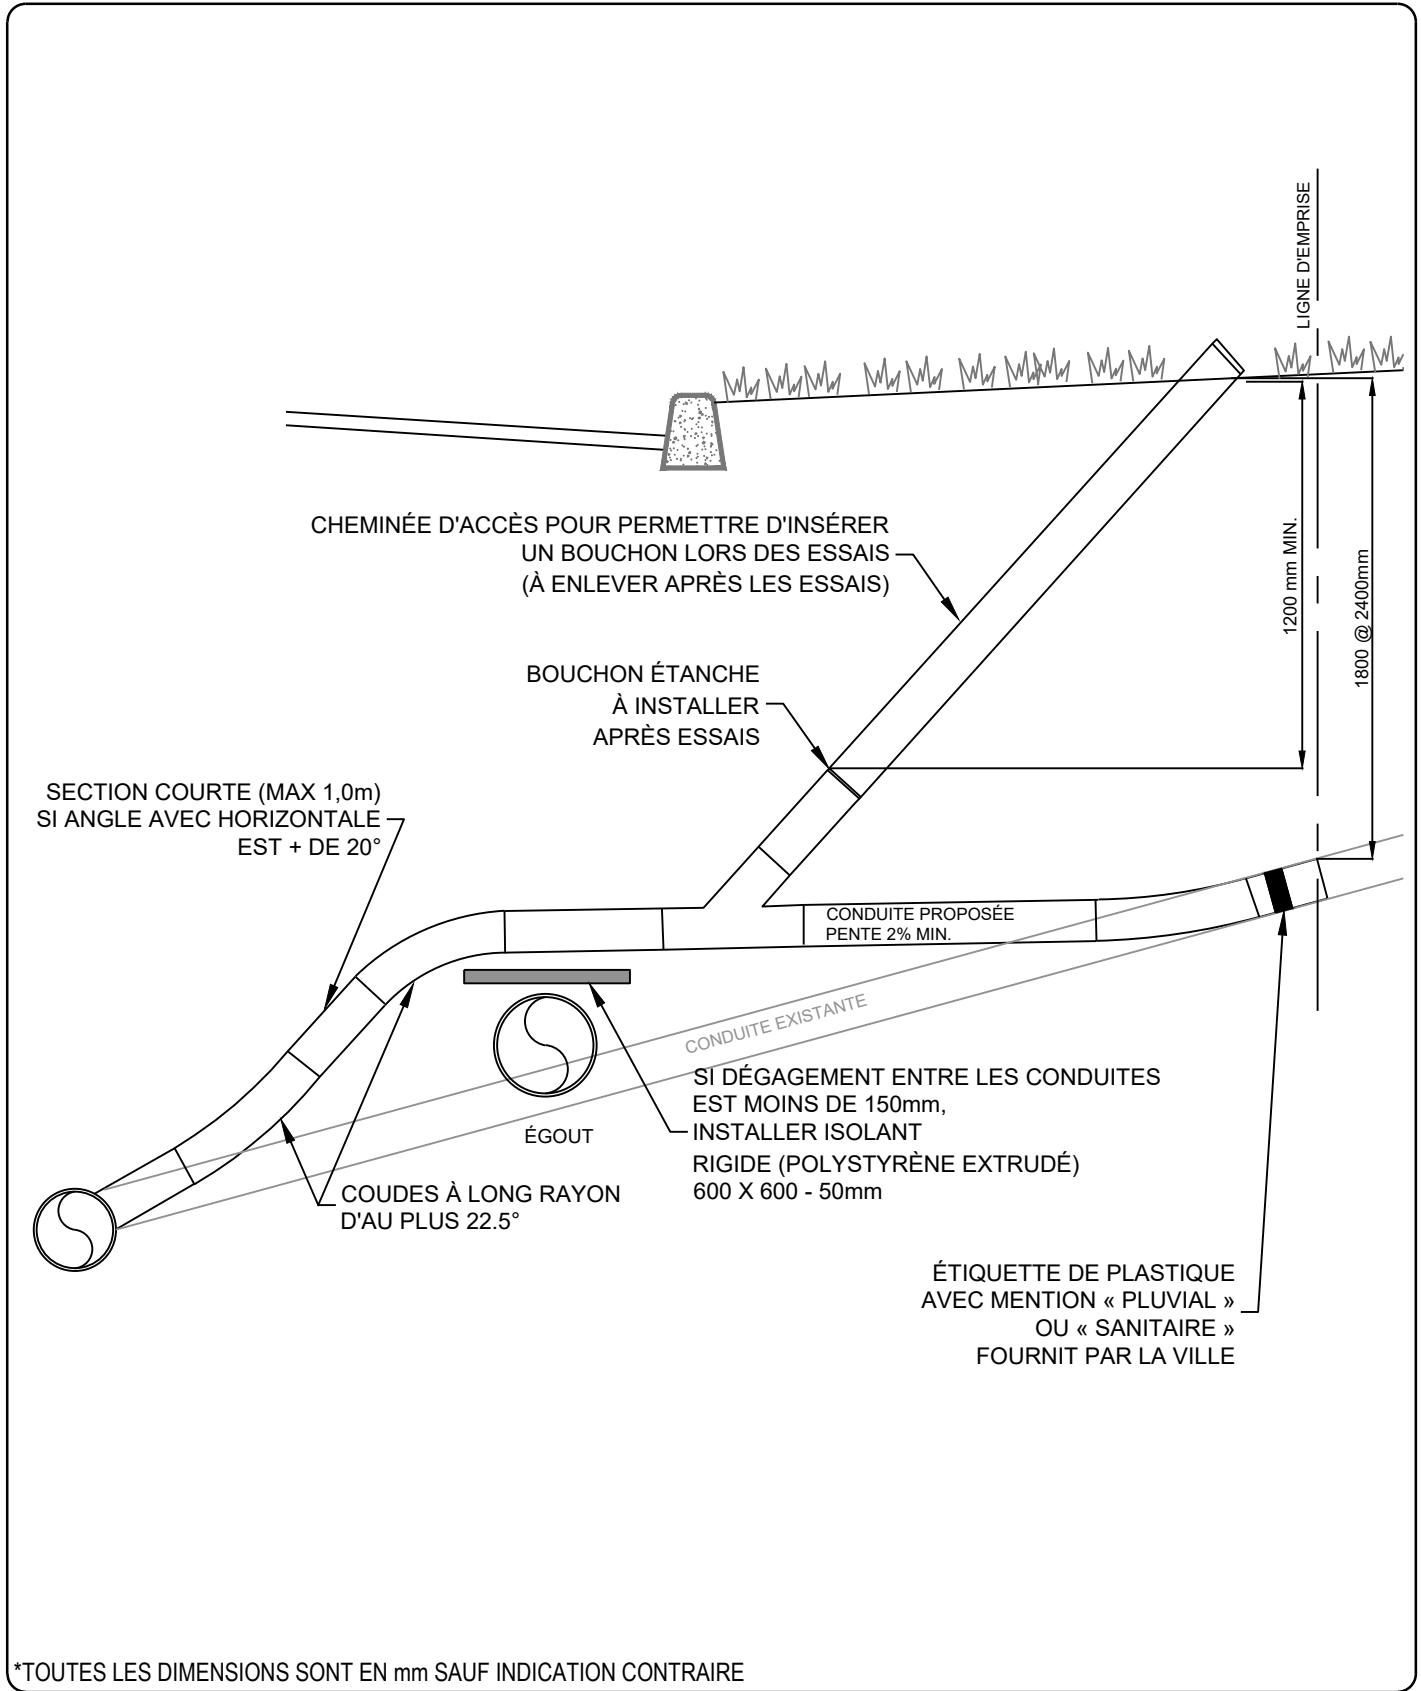 LIGNE D'EMPRISE
CHEMINÉE D'ACCÈS POUR PERMETTRE D'INSÉRER
UN BOUCHON LORS DES ESSAIS
(À ENLEVER APRÈS LES ESSAIS)
1200 mm MIN.
1800 @ 2400mm
BOUCHON ÉTANCHE
À INSTALLER
APRÈS ESSAIS
SECTION COURTE (MAX 1,0m)
SI ANGLE AVEC HORIZONTALE
EST + DE 20°
CONDUITE PROPOSÉE
PENTE 2% MIN.
CONDUITE EXISTANTE
SI DÉGAGEMENT ENTRE LES CONDUITES
EST MOINS DE 150mm,
INSTALLER ISOLANT
RIGIDE (POLYSTYRÈNE EXTRUDÉ)
600 X 600 - 50mm
ÉGOUT
COUDES À LONG RAYON
D'AU PLUS 22.5°
ÉTIQUETTE DE PLASTIQUE
AVEC MENTION « PLUVIAL »
OU « SANITAIRE »
FOURNIT PAR LA VILLE
*TOUTES LES DIMENSIONS SONT EN mm SAUF INDICATION CONTRAIRE